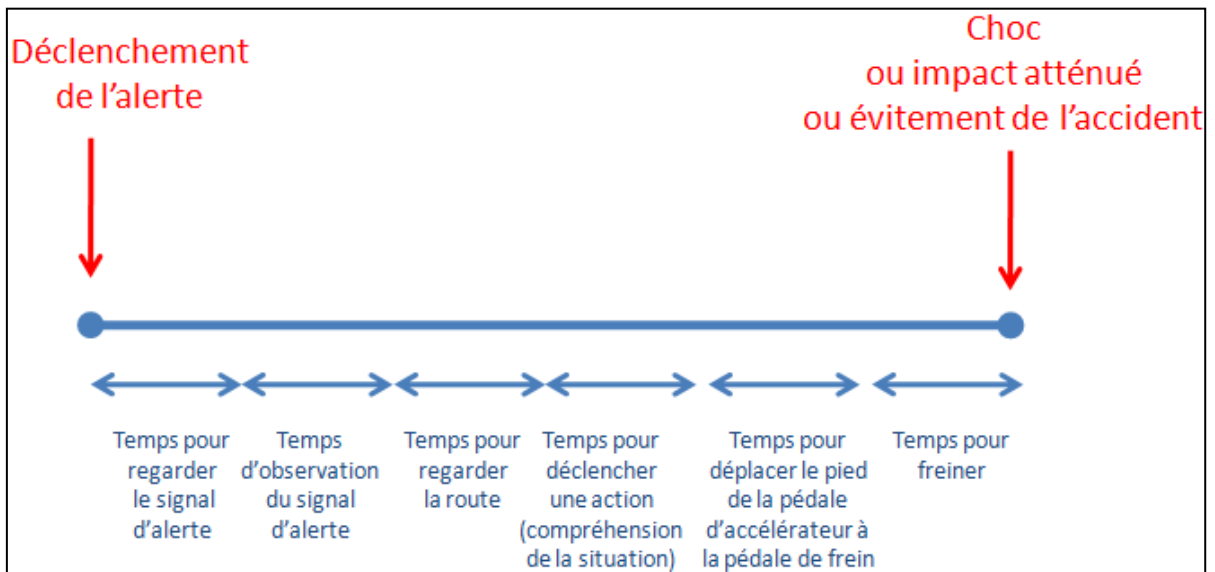 Déclenchement
de l’alerte
Choc
ou impact atténué
ou évitement de l’accident
Temps pour
regarder
le signal
d’alerte
Temps
d’observation
du signal
d’alerte
Temps pour
regarder
la route
Temps pour
déclencher
une action
(compréhension
de la situation)
Temps pour
déplacer le pied
de la pédale
d’accélérateur à
la pédale de frein
Temps pour
freiner